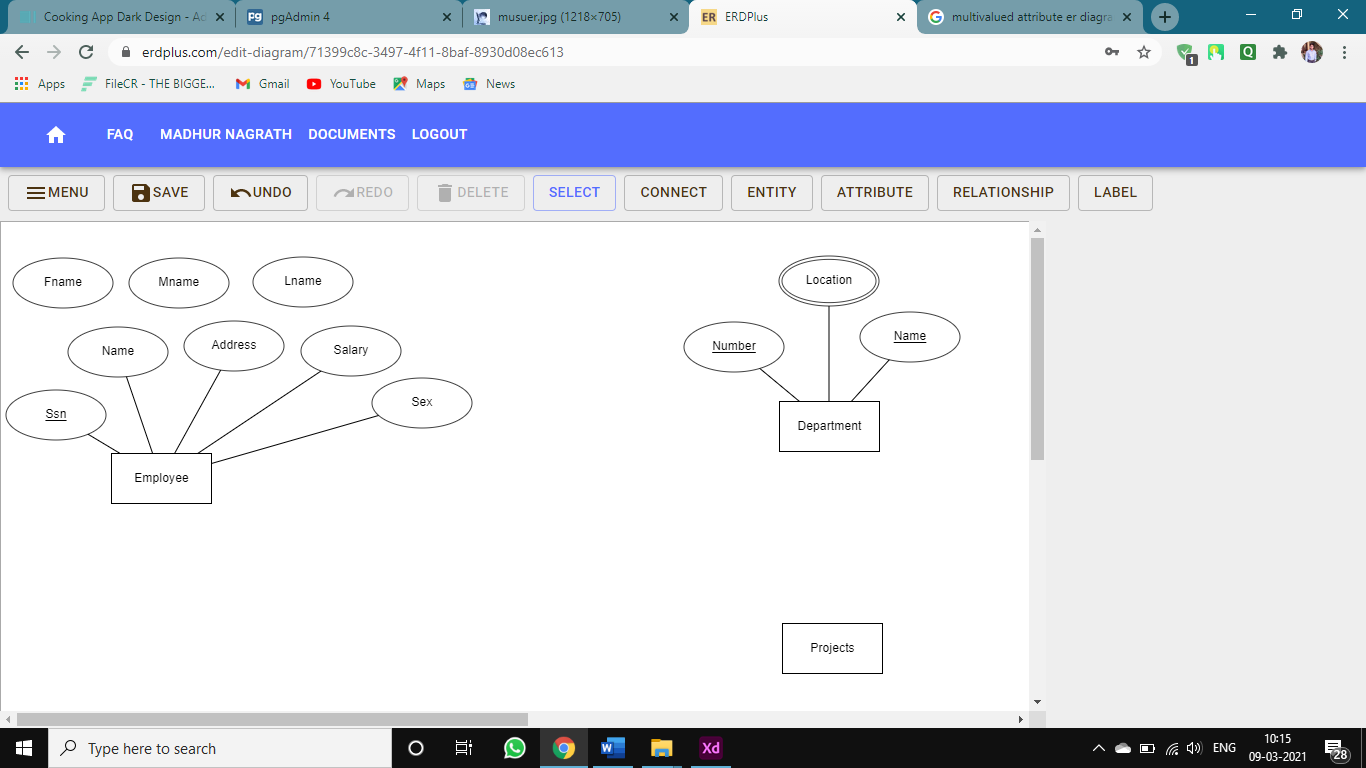 Cooking App Dark Design - Ad
pgAdmin 4
musuer.jpg (1218×705)
ERDPlus
multivalued attribute er diagra
erdplus.com/edit-diagram/71399c8c-3497-4f11-8baf-8930d08ec613
1
Apps
FileCR - THE BIGGE...
Gmail
YouTube
Maps
News
FAQ
MADHUR NAGRATH
DOCUMENTS
LOGOUT
MENU
SAVE
UNDO
REDO
DELETE
SELECT
CONNECT
ENTITY
ATTRIBUTE
RELATIONSHIP
LABEL
Fname
Mname
Lname
Location
Name
Address
Salary
Number
Name
Ssn
Sex
Department
Employee
Projects
Type here to search
ENG
10:15
09-03-2021
28